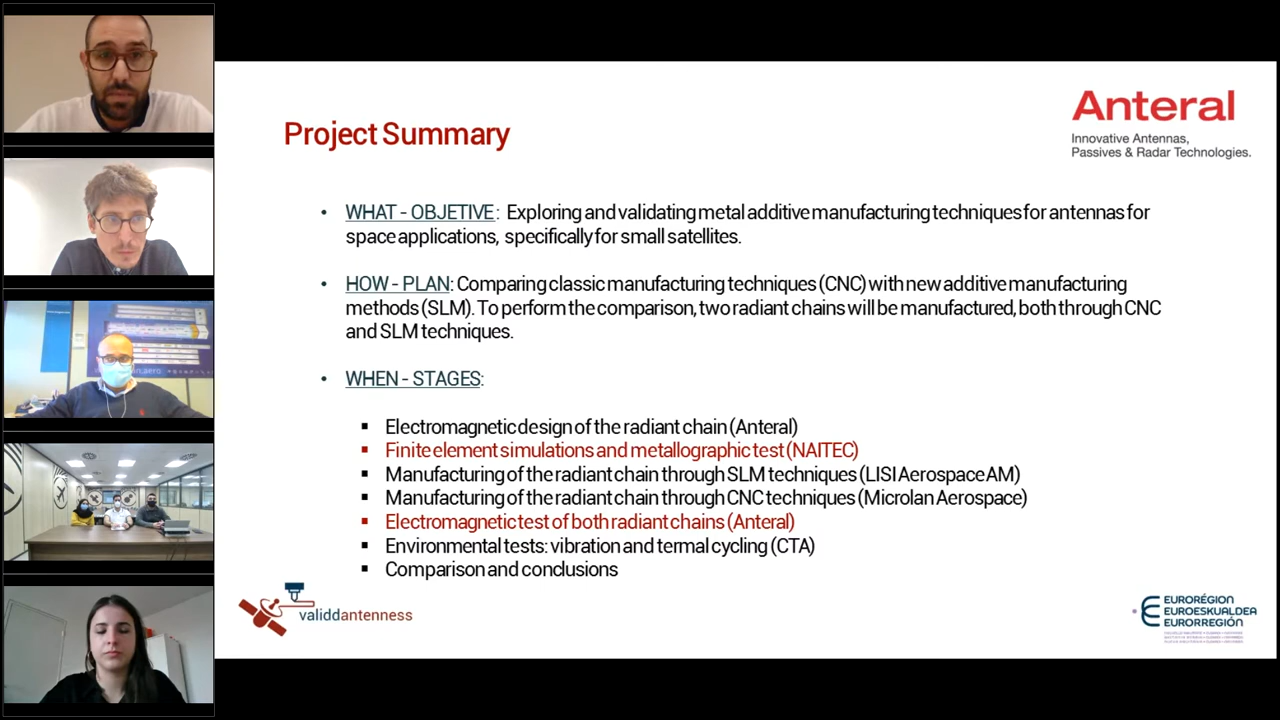 Project Summary
Anteral
Innovative Antennas,
Passives & Radar Technologies.
• WHAT - OBJETIVE: Exploring and validating metal additive manufacturing techniques for antennas for
space applications, specifically for small satellites.
• HOW - PLAN: Comparing classic manufacturing techniques (CNC) with new additive manufacturing
methods (SLM). To perform the comparison, two radiant chains will be manufactured, both through CNC
and SLM techniques.
• WHEN - STAGES:
▪ Electromagnetic design of the radiant chain (Anteral)
▪ Finite element simulations and metallographic test (NAITEC)
▪ Manufacturing of the radiant chain through SLM techniques (LISI Aerospace AM)
▪ Manufacturing of the radiant chain through CNC techniques (Microlan Aerospace)
▪ Electromagnetic test of both radiant chains (Anteral)
▪ Environmental tests: vibration and termal cycling (CTA)
▪ Comparison and conclusions
validdantenness
EURORÉGION
EUROESKUALDEA
EURORREGIÓN